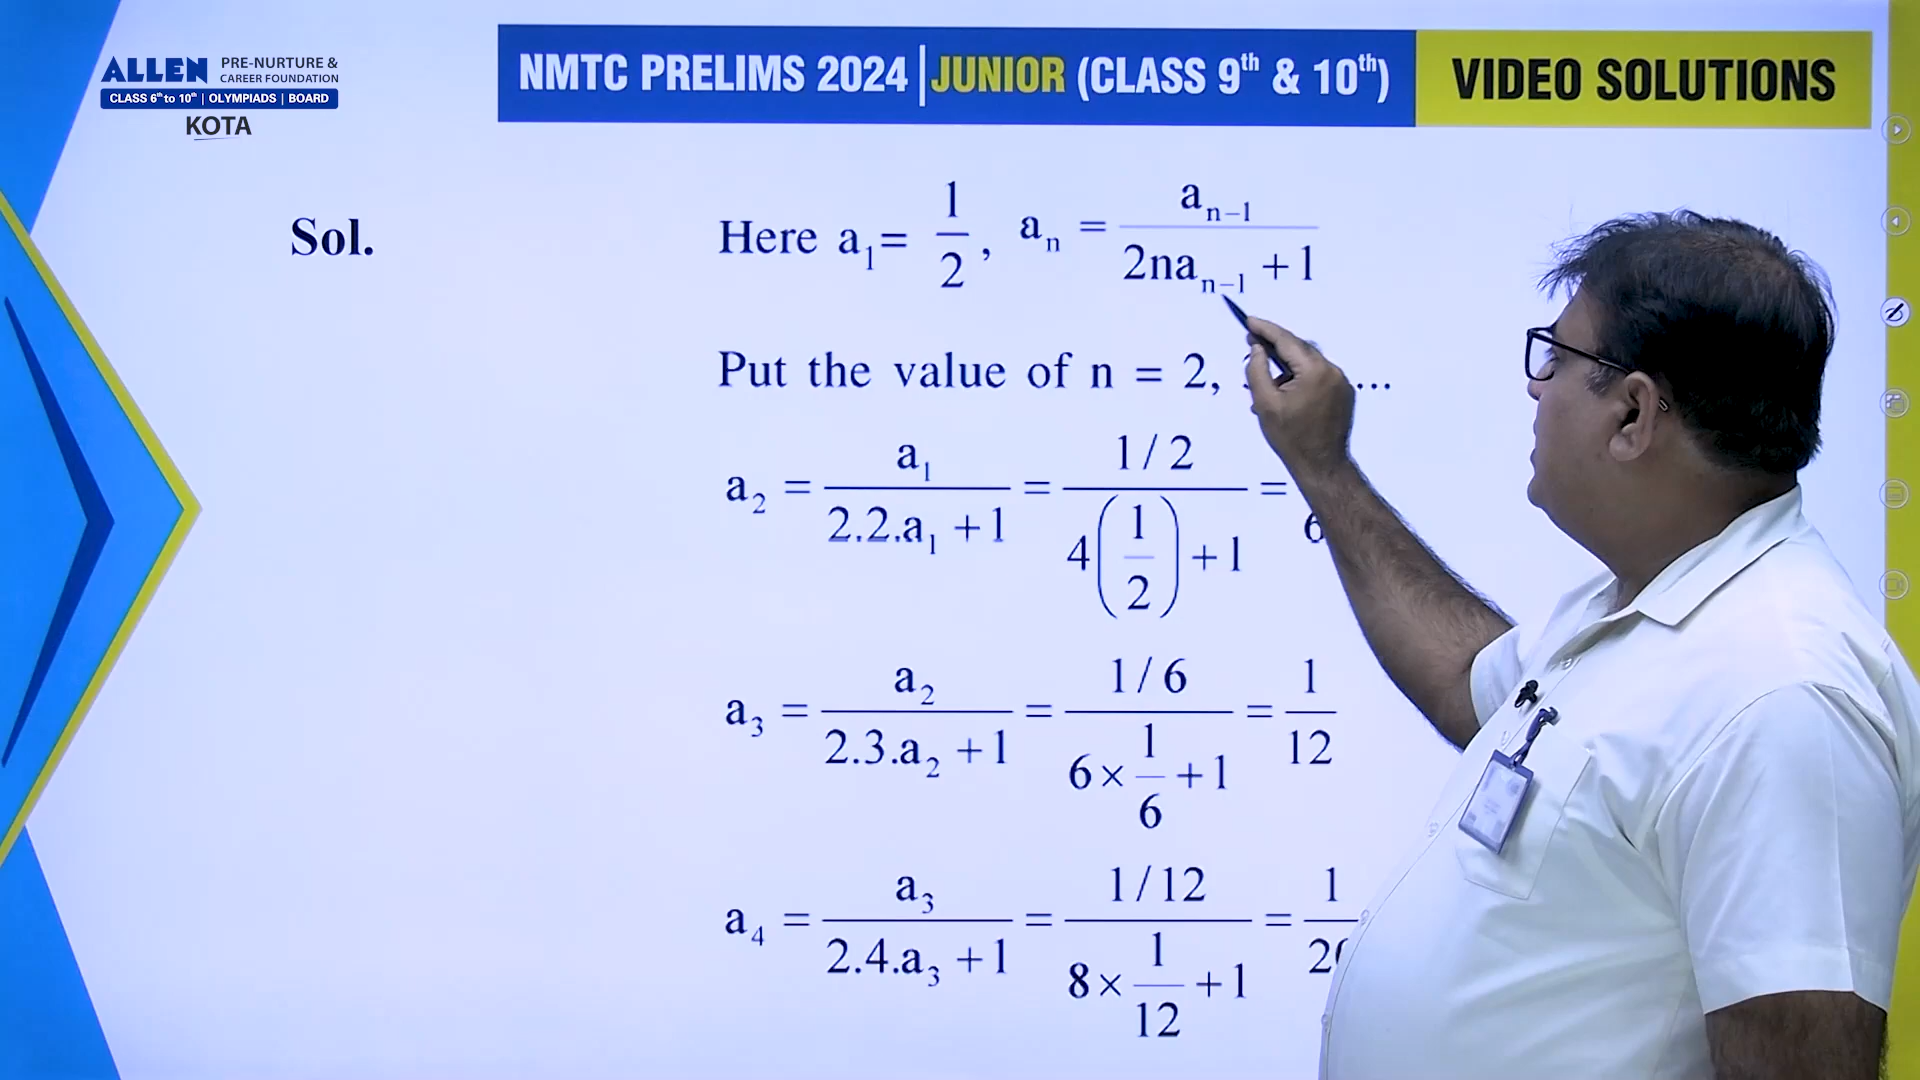 ALLEN PRE-NURTURE & CAREER FOUNDATION
CLASS 6th to 10th | OLYMPIADS | BOARD
KOTA
NMTC PRELIMS 2024 | JUNIOR (CLASS 9th & 10th) VIDEO SOLUTIONS
Sol. Here a₁ = 1/2, aₙ = aₙ₋₁ / (2naₙ₋₁ + 1)
Put the value of n = 2, ...
a₂ = a₁ / (2.2.a₁ + 1) = (1/2) / (4(1/2) + 1) =
a₃ = a₂ / (2.3.a₂ + 1) = (1/6) / (6 × 1/6 + 1) = 1/12
a₄ = a₃ / (2.4.a₃ + 1) = (1/12) / (8 × 1/12 + 1) = 1/